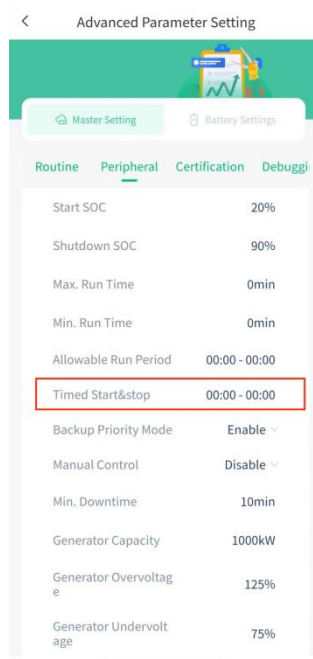 Advanced Parameter Setting
Master Setting
Battery Settings
Routine Peripheral Certification Debuggi
Start SOC 20%
Shutdown SOC 90%
Max. Run Time 0min
Min. Run Time 0min
Allowable Run Period 00:00 - 00:00
Timed Start&stop 00:00 - 00:00
Backup Priority Mode Enable
Manual Control Disable
Min. Downtime 10min
Generator Capacity 1000kW
Generator Overvoltag
e 125%
Generator Undervolt
age 75%